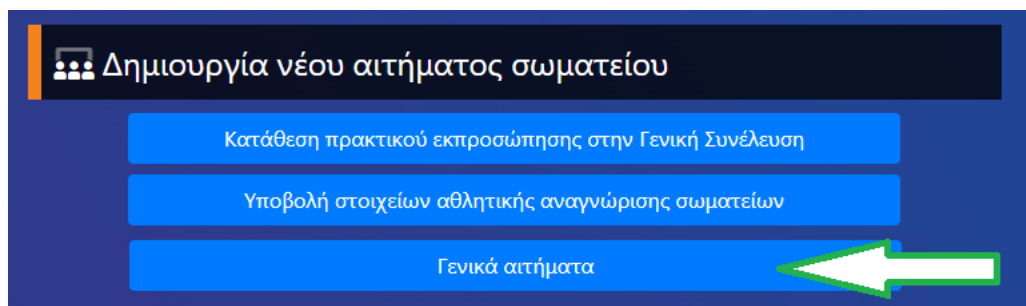 Δημιουργία νέου αιτήματος σωματείου
Κατάθεση πρακτικού εκπροσώπησης στην Γενική Συνέλευση
Υποβολή στοιχείων αθλητικής αναγνώρισης σωματείων
Γενικά αιτήματα